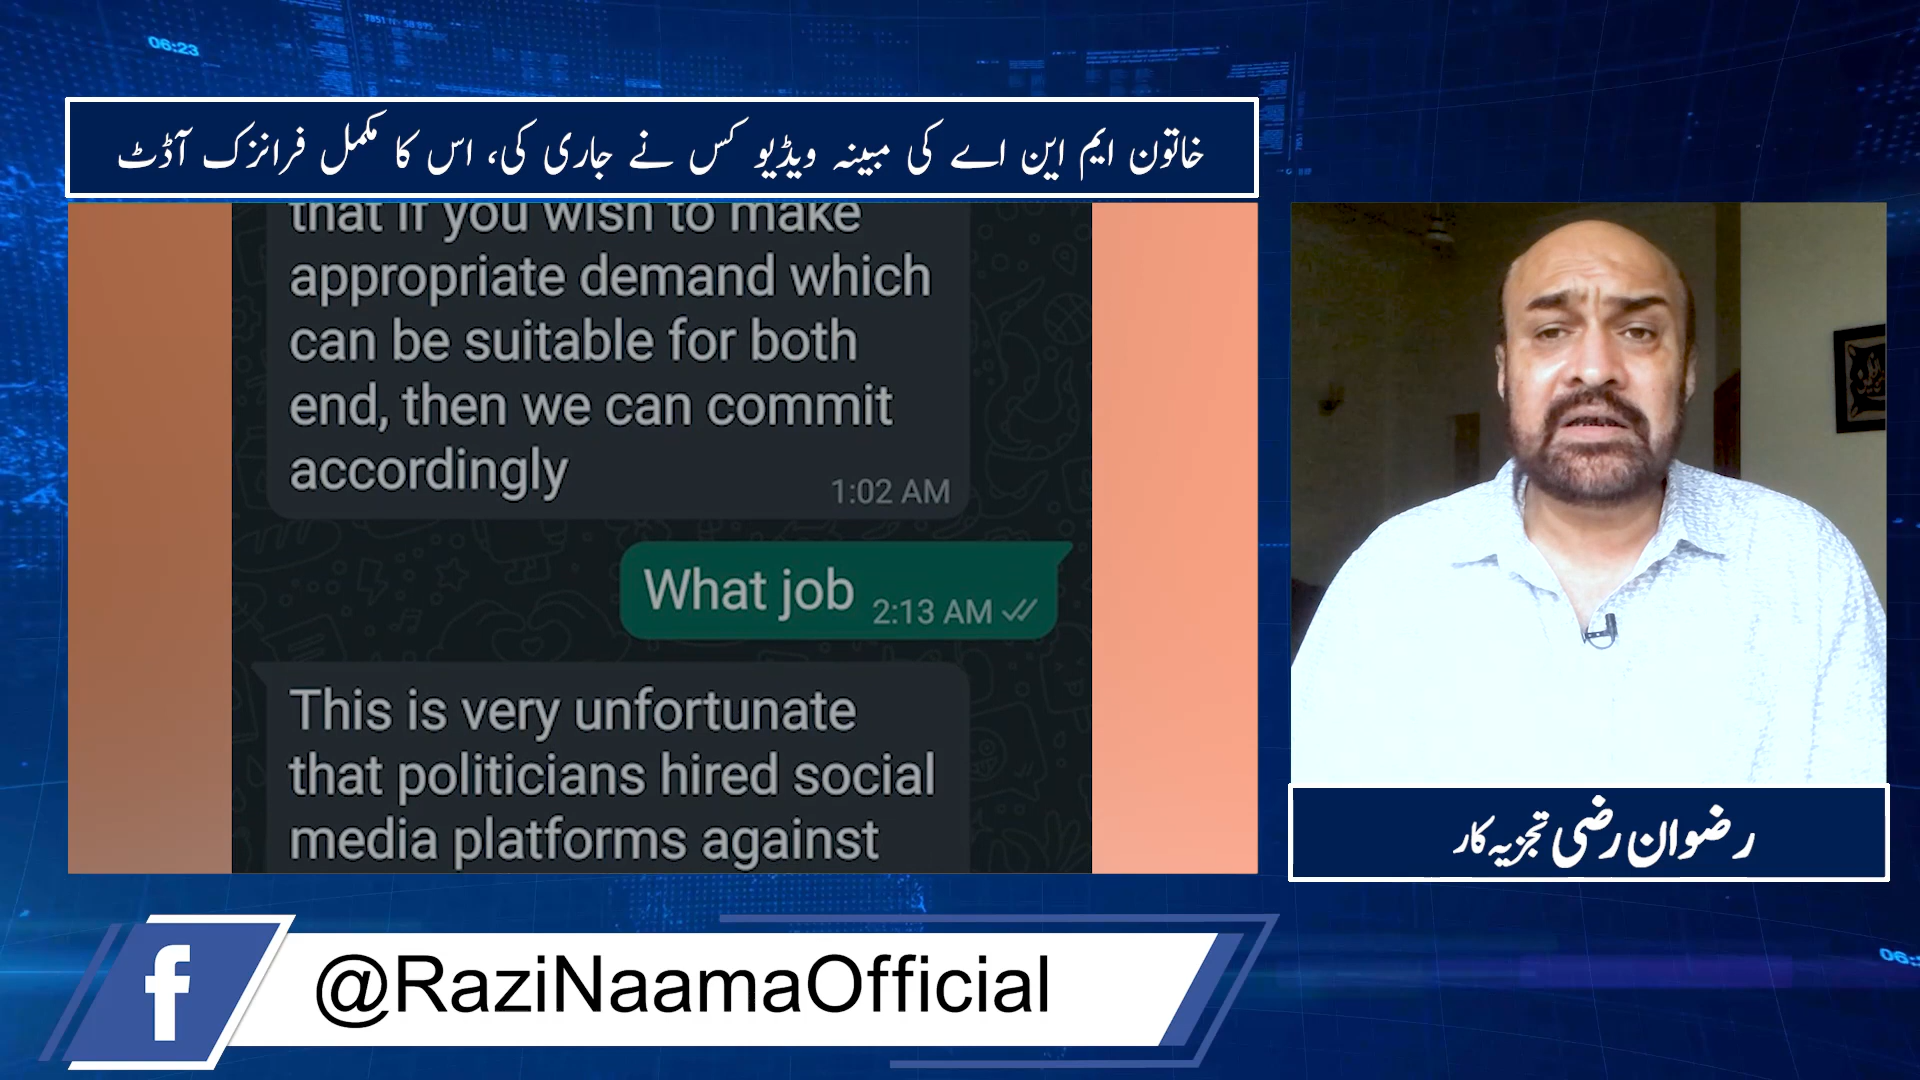 06:23
خاتون ایم این اے کی مبینہ ویڈیو کس نے جاری کی، اس کا مکمل فرانزک آڈٹ
that if you wish to make
appropriate demand which
can be suitable for both
end, then we can commit
accordingly
1:02 AM
What job
2:13 AM
This is very unfortunate
that politicians hired social
media platforms against
رضوان رضی تجزیہ کار
@RaziNaamaOfficial